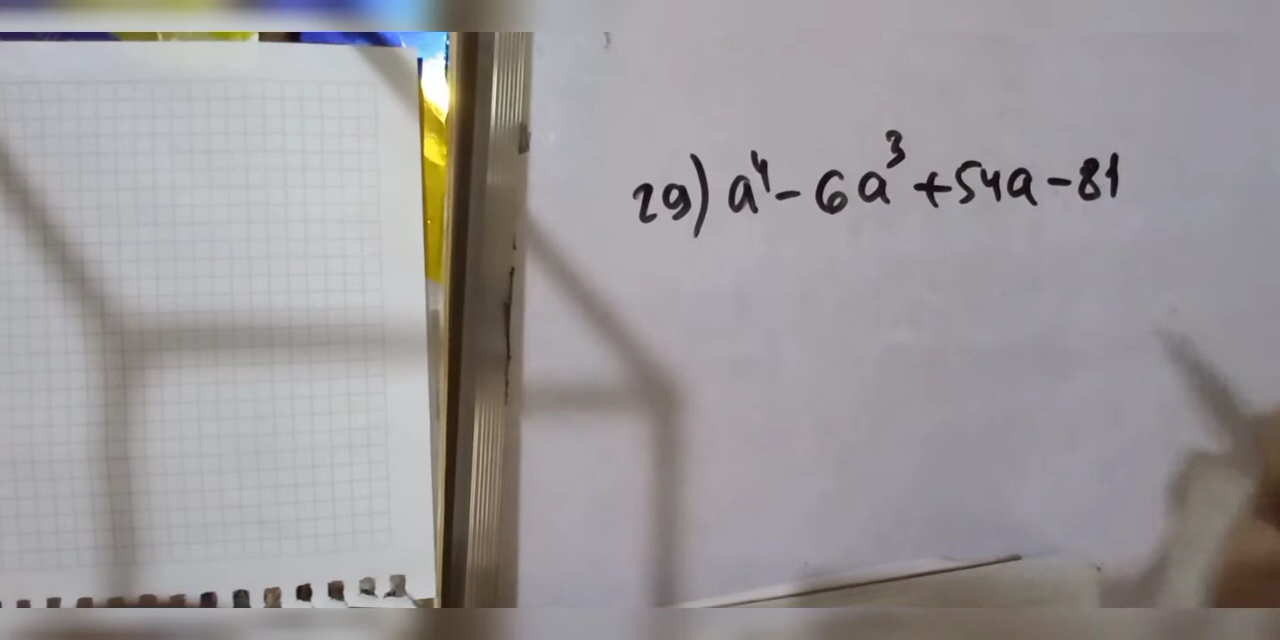 29) a⁴ - 6a³ + 54a - 81